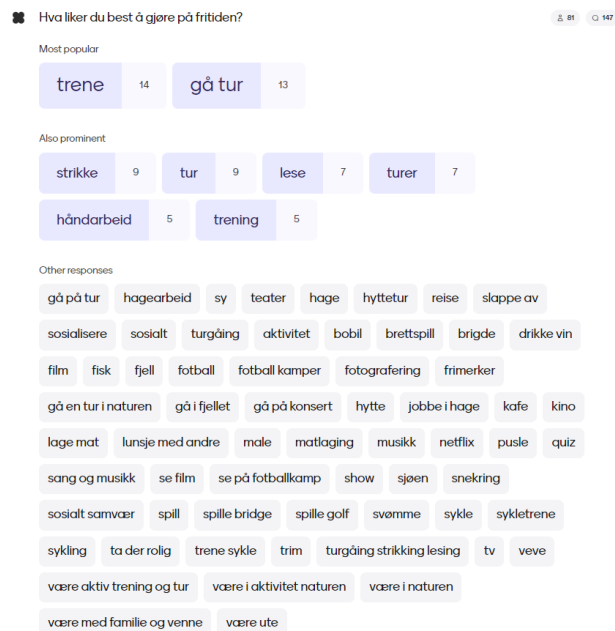 Hva liker du best å gjøre på fritiden? 81 147
Most popular
trene 14 gå tur 13
Also prominent
strikke 9 tur 9 lese 7 turer 7
håndarbeid 5 trening 5
Other responses
gå på tur hagearbeid sy teater hage hyttetur reise slappe av
sosialisere sosialt turgåing aktivitet bobil brettspill brigde drikke vin
film fisk fjell fotball fotball kamper fotografering frimerker
gå en tur i naturen gå i fjellet gå på konsert hytte jobbe i hage kafe kino
lage mat lunsje med andre male matlaging musikk netflix pusle quiz
sang og musikk se film se på fotballkamp show sjøen snekring
sosialt samvær spill spille bridge spille golf svømme sykle sykletrene
sykling ta der rolig trene sykle trim turgåing strikking lesing tv veve
være aktiv trening og tur være i aktivitet naturen være i naturen
være med familie og venne være ute